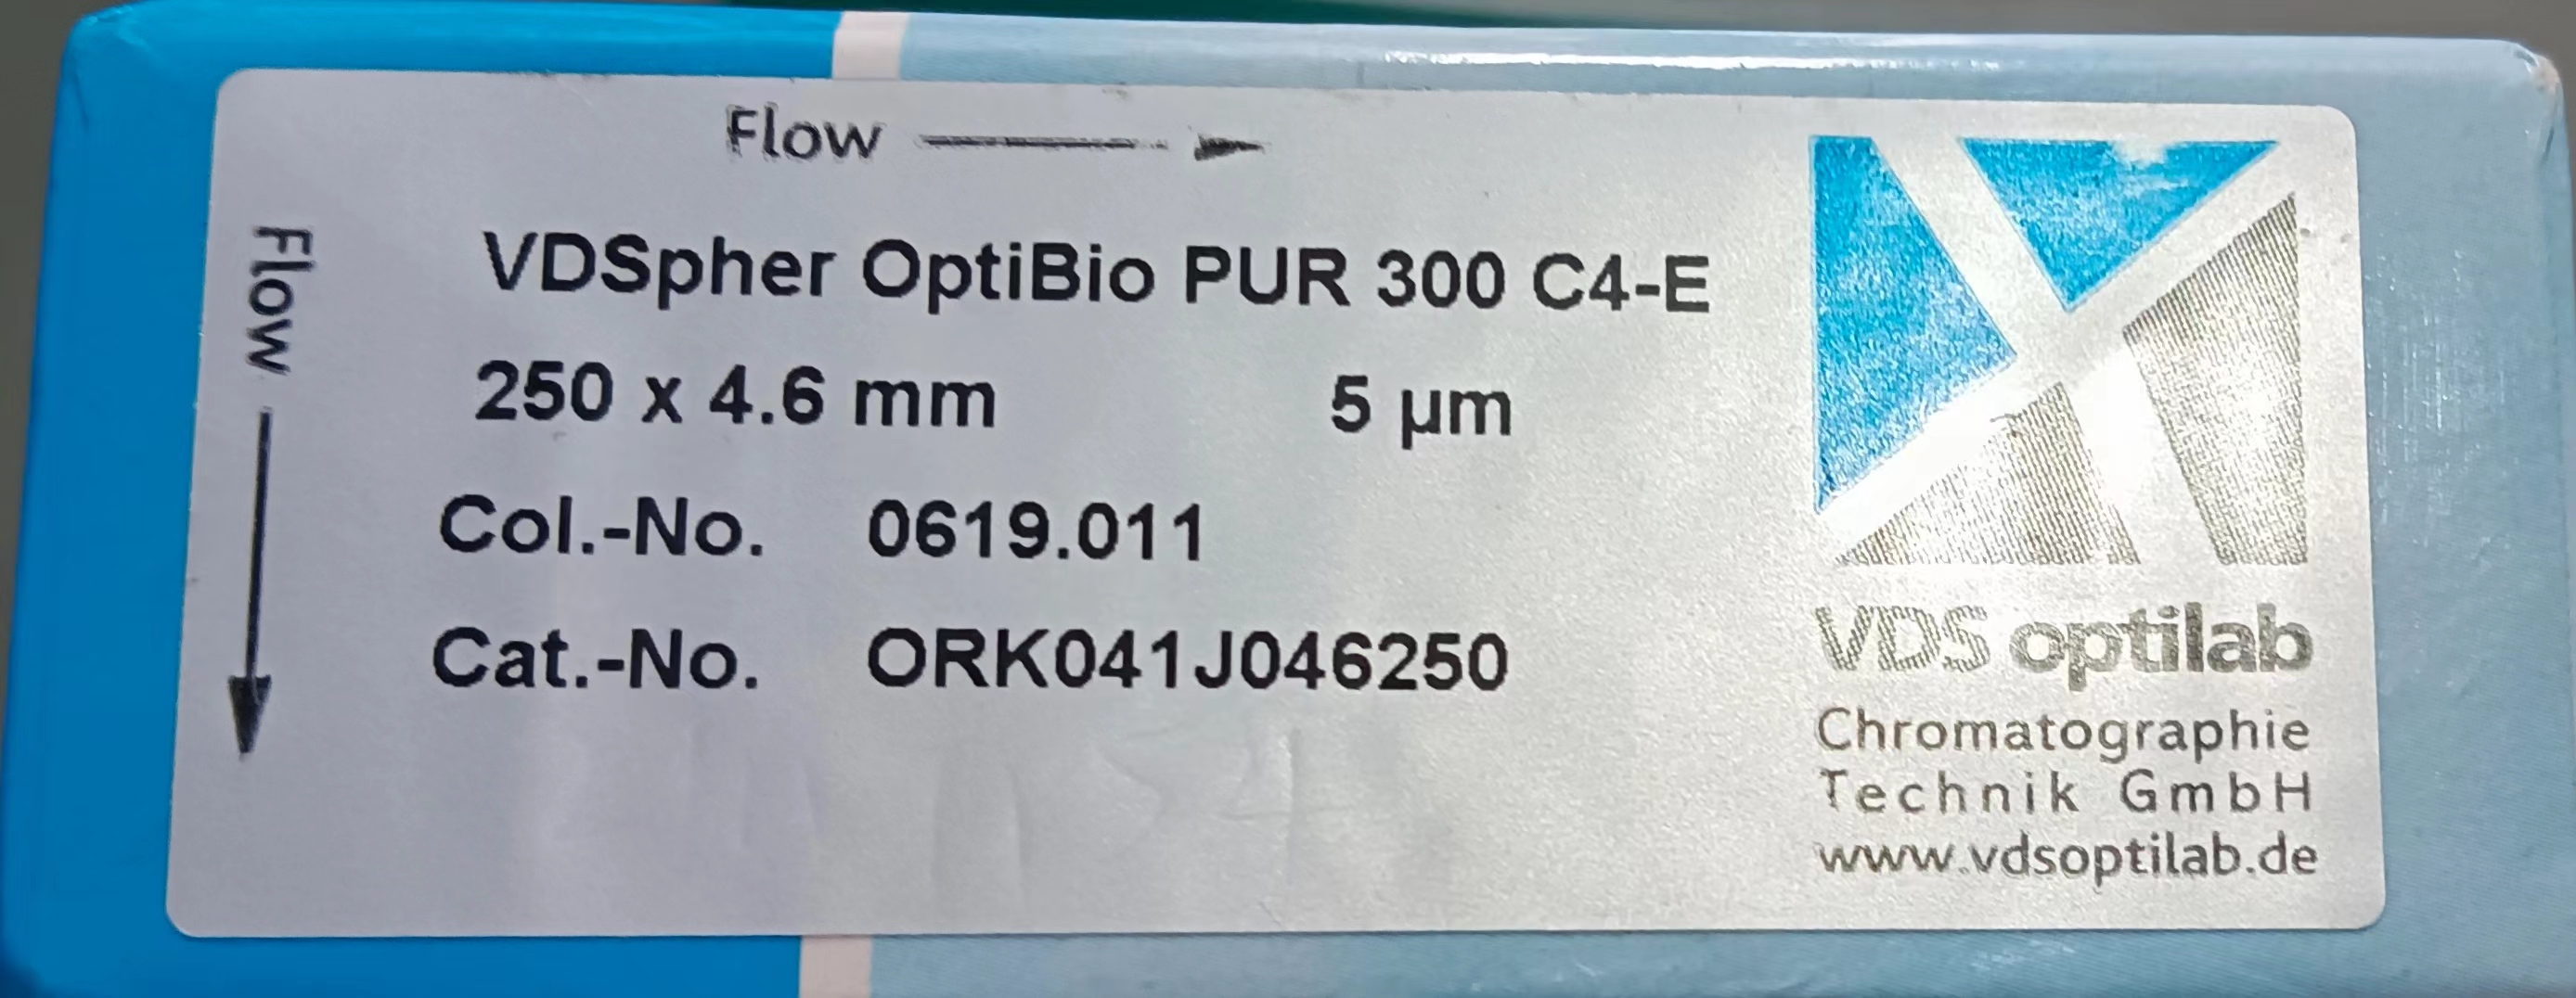 Flow
Flow
VDSpher OptiBio PUR 300 C4-E
250 x 4.6 mm 5 µm
Col.-No. 0619.011
Cat.-No. ORK041J046250
VDS optilab
Chromatographie
Technik GmbH
www.vdsoptilab.de